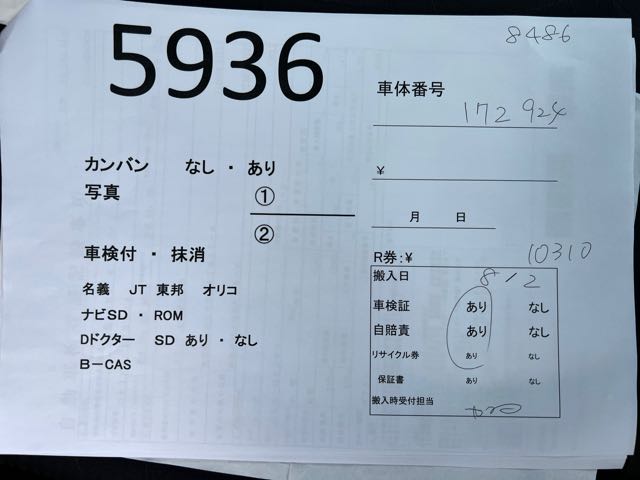 5936
8486
車体番号
172 924
カンバン なし ・ あり
¥
写真 ①
②
月 日
車検付 ・ 抹消
R券:¥ 10310
名義 JT 東邦 オリコ
ナビSD ・ ROM
Dドクター SD あり ・ なし
B-CAS
搬入日 8/2
車検証 あり なし
自賠責 あり なし
リサイクル券 あり なし
保証書 あり なし
搬入時受付担当